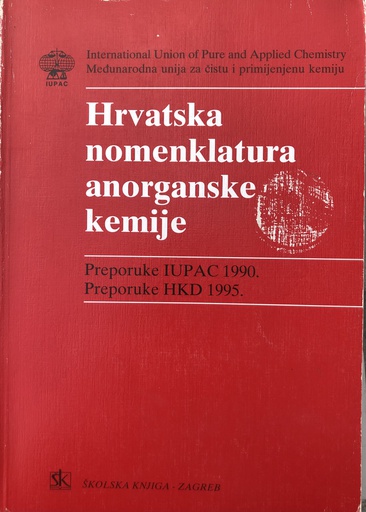 IUPAC
International Union of Pure and Applied Chemistry
Međunarodna unija za čistu i primijenjenu kemiju
Hrvatska
nomenklatura
anorganske
kemije
Preporuke IUPAC 1990.
Preporuke HKD 1995.
ŠK
ŠKOLSKA KNJIGA - ZAGREB